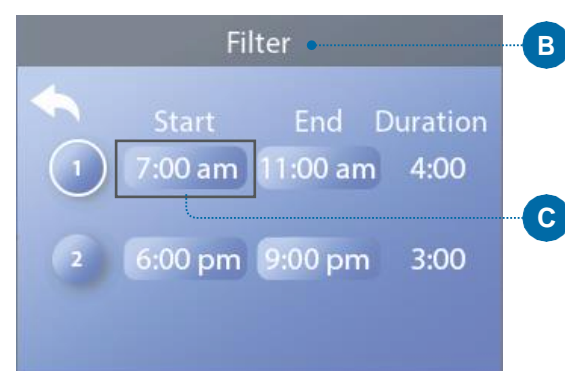 Filter
B
Start End Duration
1 7:00 am 11:00 am 4:00
C
2 6:00 pm 9:00 pm 3:00